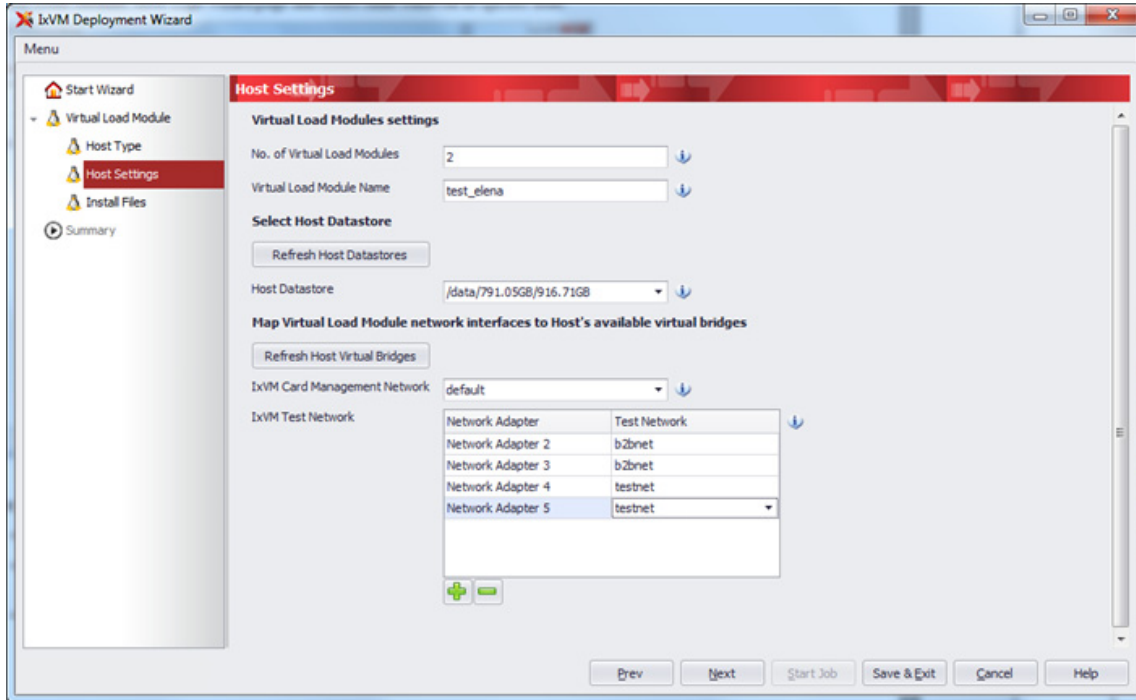 IxVM Deployment Wizard
Menu
Start Wizard
Virtual Load Module
Host Type
Host Settings
Install Files
Summary
Host Settings
Virtual Load Modules settings
No. of Virtual Load Modules 2
Virtual Load Module Name test_elena
Select Host Datastore
Refresh Host Datastores
Host Datastore /data/791.05GB/916.71GB
Map Virtual Load Module network interfaces to Host's available virtual bridges
Refresh Host Virtual Bridges
IxVM Card Management Network default
IxVM Test Network
Network Adapter Test Network
Network Adapter 2 b2bnet
Network Adapter 3 b2bnet
Network Adapter 4 testnet
Network Adapter 5 testnet
Prev Next Start Job Save & Exit Cancel Help